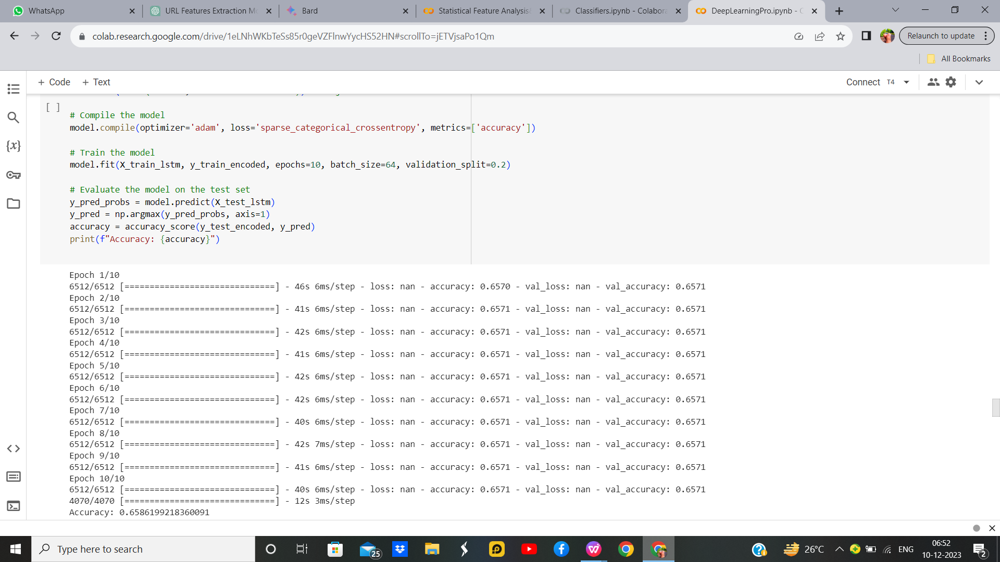 WhatsApp
URL Features Extraction Mo
Bard
Statistical Feature Analysis
Classifiers.ipynb - Colabora
DeepLearningPro.ipynb - C
colab.research.google.com/drive/1eLNhWKbTeSs85r0geVZFlnwYycHS52HN#scrollTo=jETVjsaPo1Qm
Relaunch to update
All Bookmarks
+ Code + Text
Connect T4
[ ]
# Compile the model
model.compile(optimizer='adam', loss='sparse_categorical_crossentropy', metrics=['accuracy'])
# Train the model
model.fit(X_train_lstm, y_train_encoded, epochs=10, batch_size=64, validation_split=0.2)
# Evaluate the model on the test set
y_pred_probs = model.predict(X_test_lstm)
y_pred = np.argmax(y_pred_probs, axis=1)
accuracy = accuracy_score(y_test_encoded, y_pred)
print(f"Accuracy: {accuracy}")
Epoch 1/10
6512/6512 [==============================] - 46s 6ms/step - loss: nan - accuracy: 0.6570 - val_loss: nan - val_accuracy: 0.6571
Epoch 2/10
6512/6512 [==============================] - 41s 6ms/step - loss: nan - accuracy: 0.6571 - val_loss: nan - val_accuracy: 0.6571
Epoch 3/10
6512/6512 [==============================] - 42s 6ms/step - loss: nan - accuracy: 0.6571 - val_loss: nan - val_accuracy: 0.6571
Epoch 4/10
6512/6512 [==============================] - 41s 6ms/step - loss: nan - accuracy: 0.6571 - val_loss: nan - val_accuracy: 0.6571
Epoch 5/10
6512/6512 [==============================] - 42s 6ms/step - loss: nan - accuracy: 0.6571 - val_loss: nan - val_accuracy: 0.6571
Epoch 6/10
6512/6512 [==============================] - 42s 6ms/step - loss: nan - accuracy: 0.6571 - val_loss: nan - val_accuracy: 0.6571
Epoch 7/10
6512/6512 [==============================] - 40s 6ms/step - loss: nan - accuracy: 0.6571 - val_loss: nan - val_accuracy: 0.6571
Epoch 8/10
6512/6512 [==============================] - 42s 7ms/step - loss: nan - accuracy: 0.6571 - val_loss: nan - val_accuracy: 0.6571
Epoch 9/10
6512/6512 [==============================] - 41s 6ms/step - loss: nan - accuracy: 0.6571 - val_loss: nan - val_accuracy: 0.6571
Epoch 10/10
6512/6512 [==============================] - 40s 6ms/step - loss: nan - accuracy: 0.6571 - val_loss: nan - val_accuracy: 0.6571
4070/4070 [==============================] - 12s 3ms/step
Accuracy: 0.6586199218360091
Type here to search
25
26°C
ENG
06:52
10-12-2023
2